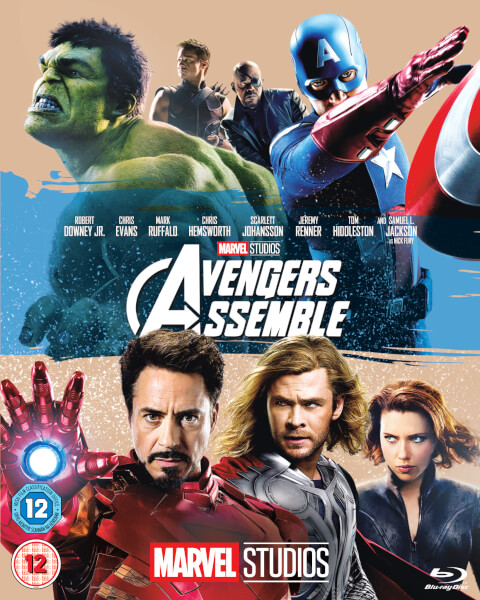 A
ROBERT DOWNEY JR.
CHRIS EVANS
MARK RUFFALO
CHRIS HEMSWORTH
SCARLETT JOHANSSON
JEREMY RENNER
TOM HIDDLESTON
AND SAMUEL L. JACKSON
AS NICK FURY
MARVEL STUDIOS
AVENGERS
ASSEMBLE
12
12
MARVEL STUDIOS
Blu-ray Disc